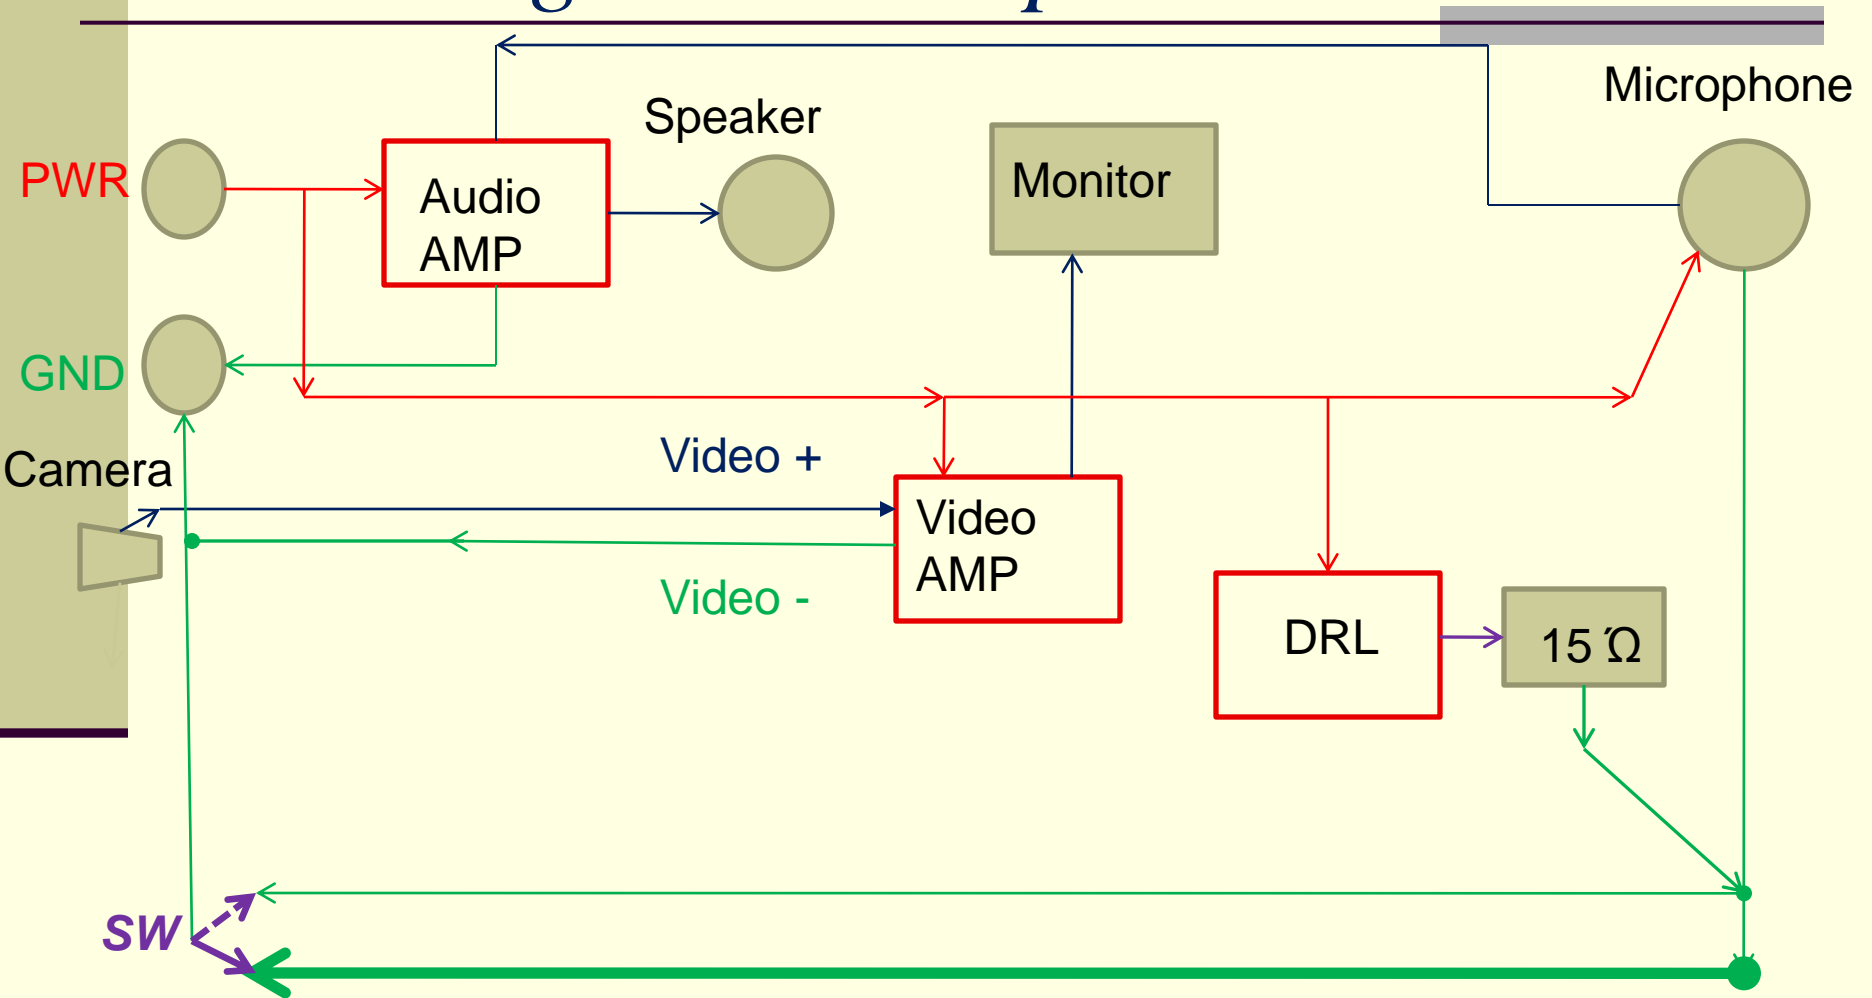 Microphone
Speaker
Monitor
PWR
Audio
AMP
GND
Camera
Video +
Video
AMP
Video -
DRL
15 Ώ
SW